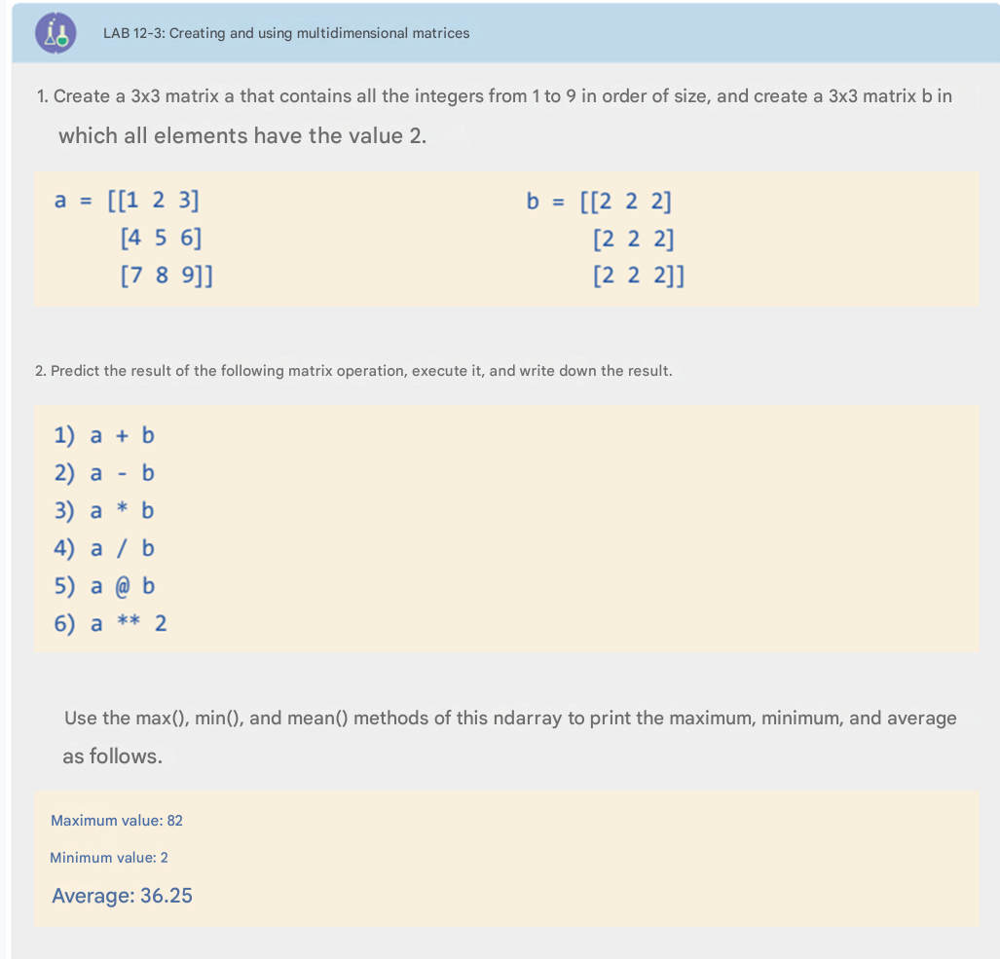 LAB 12-3: Creating and using multidimensional matrices
1. Create a 3x3 matrix a that contains all the integers from 1 to 9 in order of size, and create a 3x3 matrix b in
which all elements have the value 2.
a = [[1 2 3]
[4 5 6]
[7 8 9]]
b = [[2 2 2]
[2 2 2]
[2 2 2]]
2. Predict the result of the following matrix operation, execute it, and write down the result.
1) a + b
2) a - b
3) a * b
4) a / b
5) a @ b
6) a ** 2
Use the max(), min(), and mean() methods of this ndarray to print the maximum, minimum, and average
as follows.
Maximum value: 82
Minimum value: 2
Average: 36.25